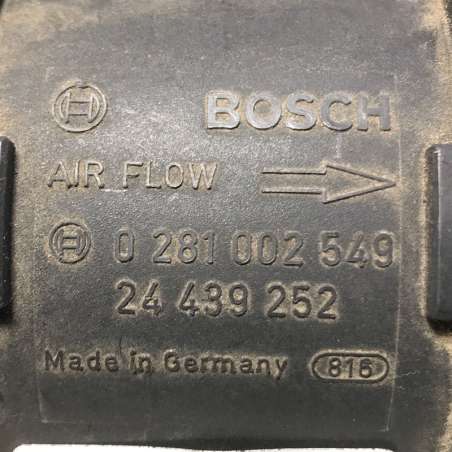 BOSCH
AIR FLOW
0 281 002 549
24 439 252
Made in Germany 816